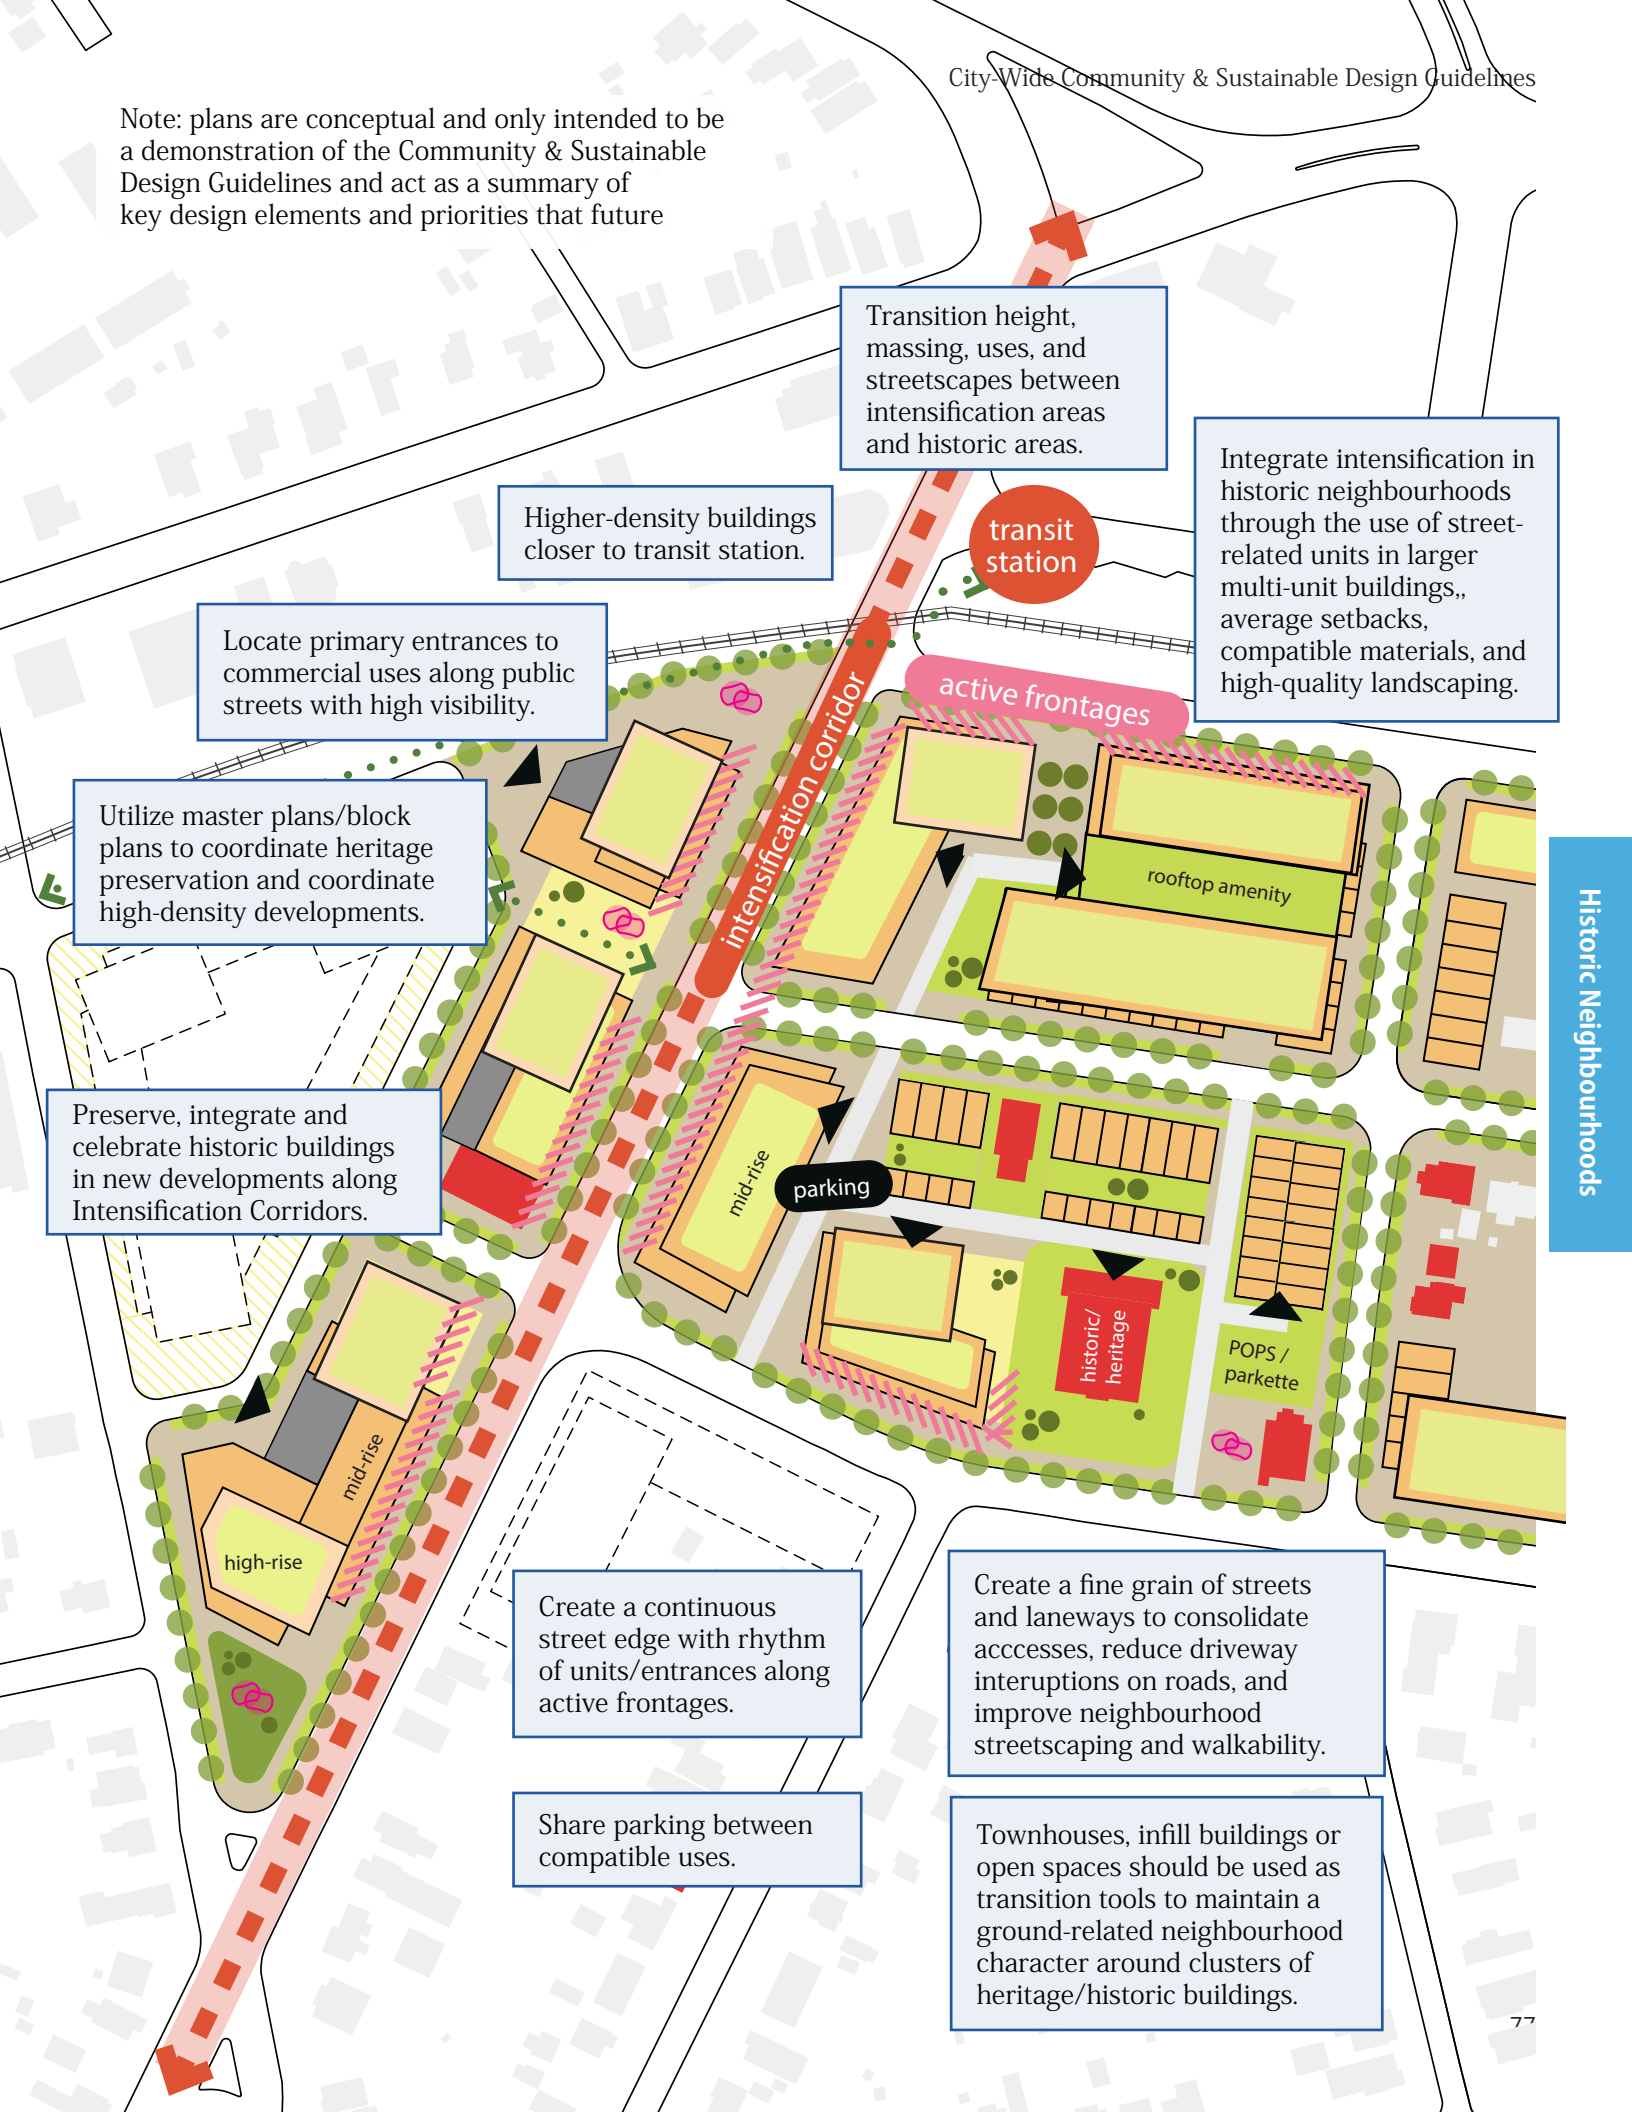 City-Wide Community & Sustainable Design Guidelines
Note: plans are conceptual and only intended to be
a demonstration of the Community & Sustainable
Design Guidelines and act as a summary of
key design elements and priorities that future
Transition height,
massing, uses, and
streetscapes between
intensification areas
and historic areas.
Integrate intensification in
historic neighbourhoods
through the use of street-
related units in larger
multi-unit buildings,,
average setbacks,
compatible materials, and
high-quality landscaping.
Higher-density buildings
closer to transit station.
transit
station
Locate primary entrances to
commercial uses along public
streets with high visibility.
active frontages
intensification corridor
Utilize master plans/block
plans to coordinate heritage
preservation and coordinate
high-density developments.
rooftop amenity
Historic Neighbourhoods
Preserve, integrate and
celebrate historic buildings
in new developments along
Intensification Corridors.
mid-rise
parking
historic/
heritage
POPS /
parkette
mid-rise
high-rise
Create a continuous
street edge with rhythm
of units/entrances along
active frontages.
Create a fine grain of streets
and laneways to consolidate
acccesses, reduce driveway
interuptions on roads, and
improve neighbourhood
streetscaping and walkability.
Share parking between
compatible uses.
Townhouses, infill buildings or
open spaces should be used as
transition tools to maintain a
ground-related neighbourhood
character around clusters of
heritage/historic buildings.
77